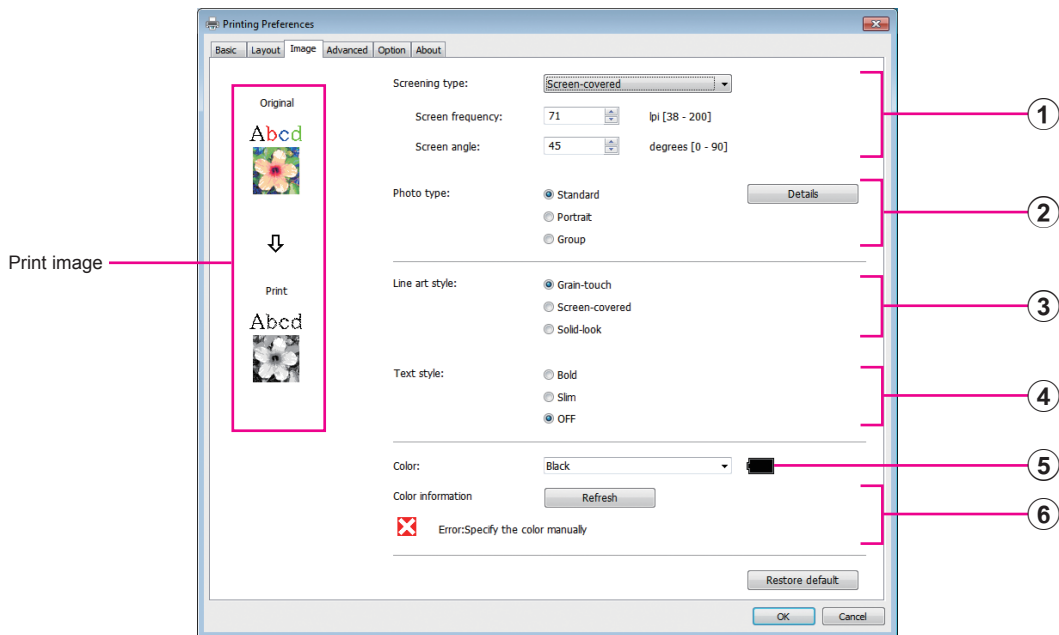 Printing Preferences
Basic Layout Image Advanced Option About
Print image
Original
Abcd
Print
Abcd
Screening type: Screen-covered
Screen frequency: 71 lpi [38 - 200]
Screen angle: 45 degrees [0 - 90]
1
Photo type: Standard Details
Portrait
Group
2
Line art style: Grain-touch
Screen-covered
Solid-look
3
Text style: Bold
Slim
OFF
4
Color: Black
5
Color information Refresh
Error:Specify the color manually
6
Restore default
OK Cancel